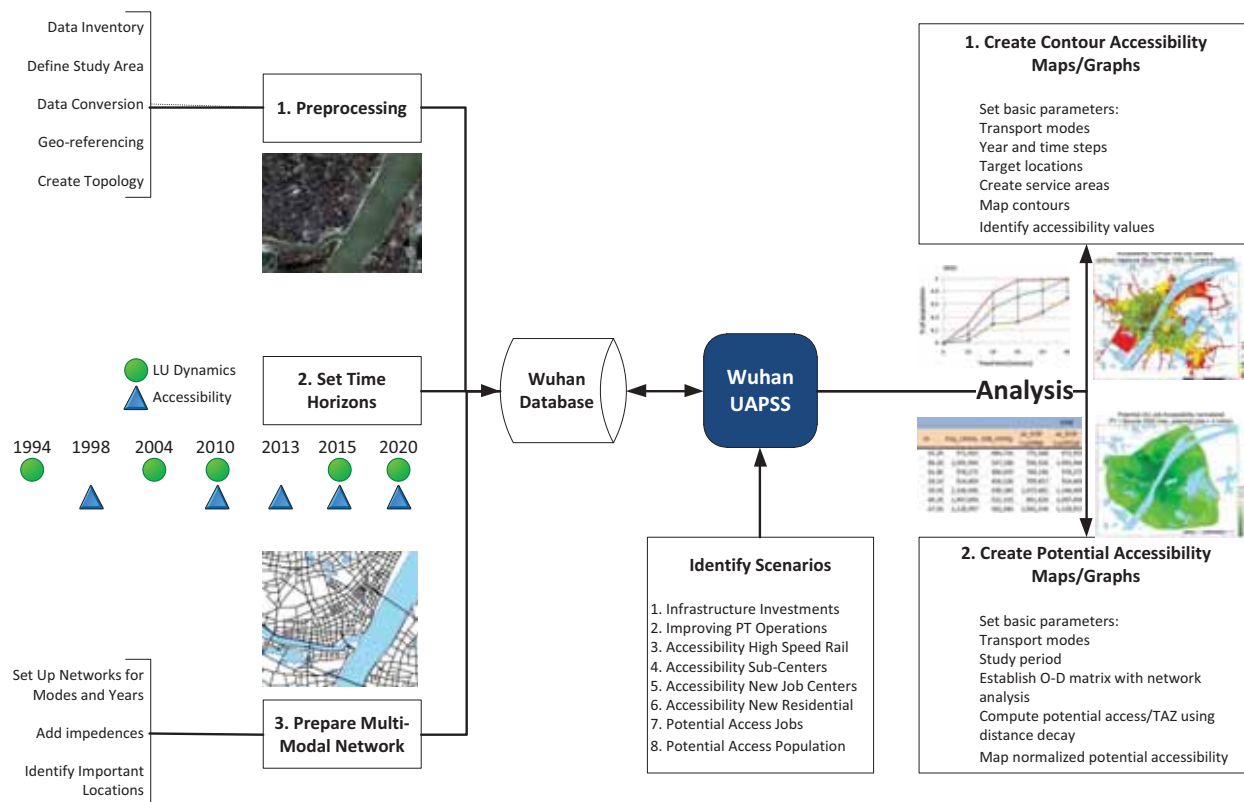 Data Inventory
Define Study Area
Data Conversion
Geo-referencing
Create Topology
1. Preprocessing
LU Dynamics
Accessibility
2. Set Time
Horizons
1994 1998 2004 2010 2013 2015 2020
Set Up Networks for
Modes and Years
Add impedences
Identify Important
Locations
3. Prepare Multi-
Modal Network
Wuhan
Database
Wuhan
UAPSS
Identify Scenarios
1. Infrastructure Investments
2. Improving PT Operations
3. Accessibility High Speed Rail
4. Accessibility Sub-Centers
5. Accessibility New Job Centers
6. Accessibility New Residential
7. Potential Access Jobs
8. Potential Access Population
Analysis
1. Create Contour Accessibility
Maps/Graphs
Set basic parameters:
Transport modes
Year and time steps
Target locations
Create service areas
Map contours
Identify accessibility values
2. Create Potential Accessibility
Maps/Graphs
Set basic parameters:
Transport modes
Study period
Establish O-D matrix with network
analysis
Compute potential access/TAZ using
distance decay
Map normalized potential accessibility